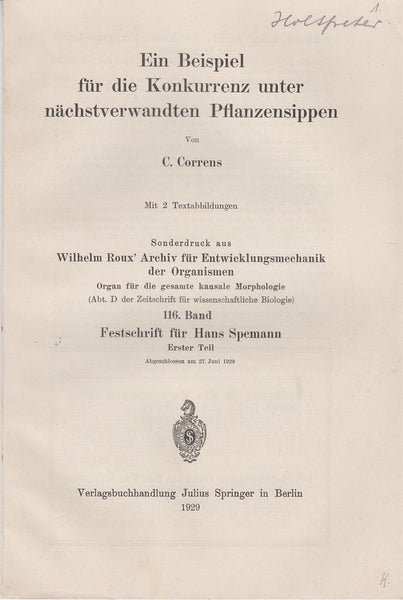 1.
Holtfreter.
Ein Beispiel
für die Konkurrenz unter
nächstverwandten Pflanzensippen
Von
C. Correns
Mit 2 Textabbildungen
Sonderdruck aus
Wilhelm Roux' Archiv für Entwicklungsmechanik
der Organismen
Organ für die gesamte kausale Morphologie
(Abt. D der Zeitschrift für wissenschaftliche Biologie)
116. Band
Festschrift für Hans Spemann
Erster Teil
Abgeschlossen am 27. Juni 1929
S
Verlagsbuchhandlung Julius Springer in Berlin
1929
K.